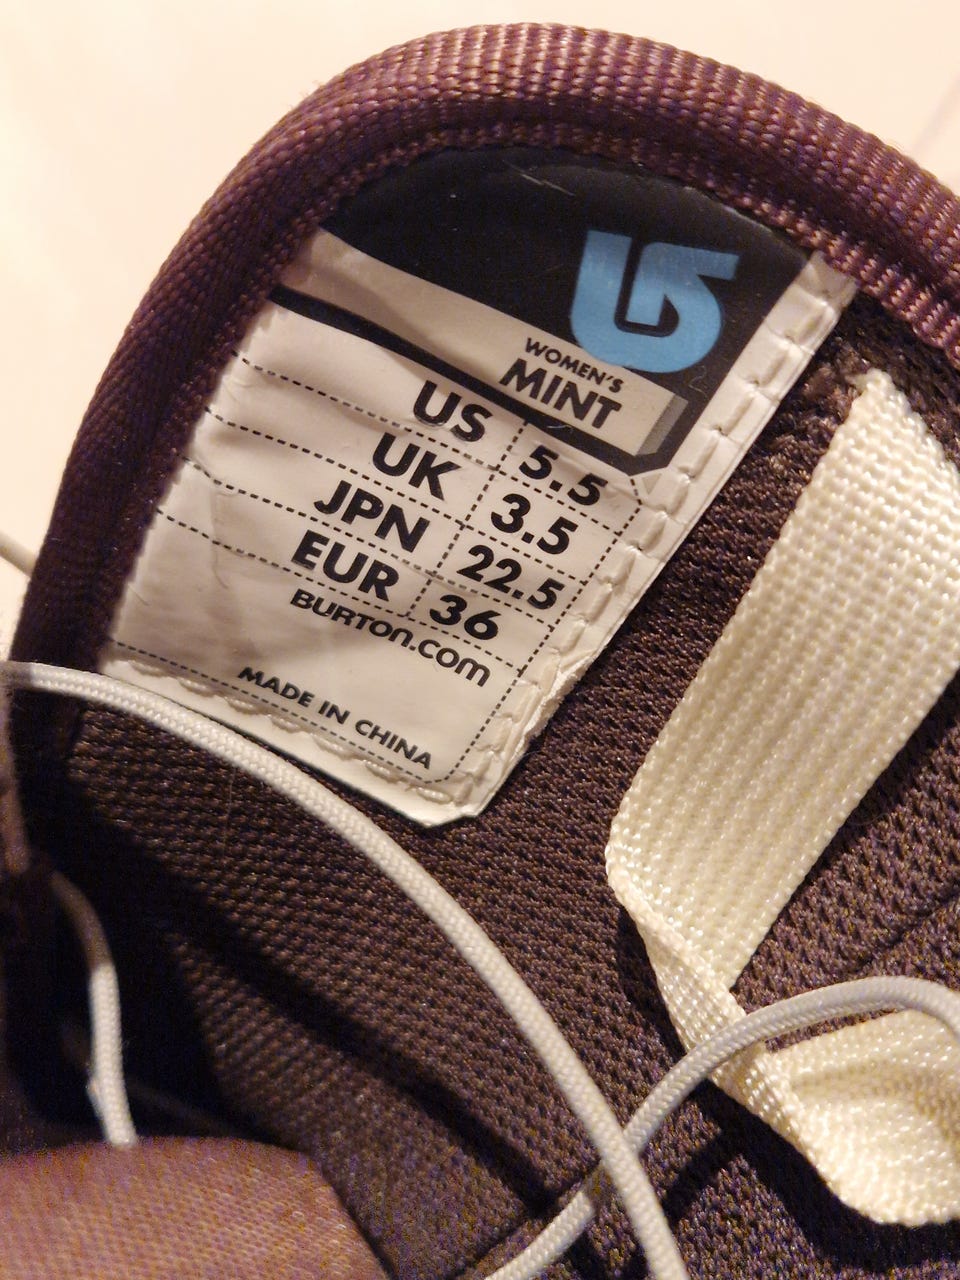 WOMEN'S
MINT
US 5.5
UK 3.5
JPN 22.5
EUR 36
BURTON.com
MADE IN CHINA